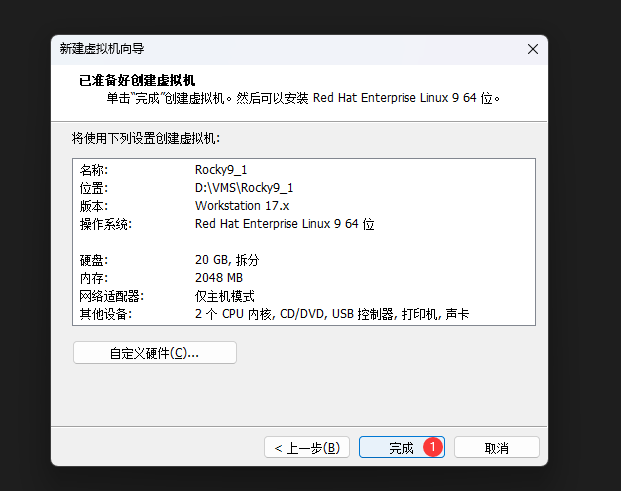 新建虚拟机向导
已准备好创建虚拟机
单击“完成”创建虚拟机。然后可以安装 Red Hat Enterprise Linux 9 64 位。
将使用下列设置创建虚拟机:
名称: Rocky9_1
位置: D:\VMS\Rocky9_1
版本: Workstation 17.x
操作系统: Red Hat Enterprise Linux 9 64 位
硬盘: 20 GB, 拆分
内存: 2048 MB
网络适配器: 仅主机模式
其他设备: 2 个 CPU 内核, CD/DVD, USB 控制器, 打印机, 声卡
自定义硬件(C)...
< 上一步(B) 完成 1 取消